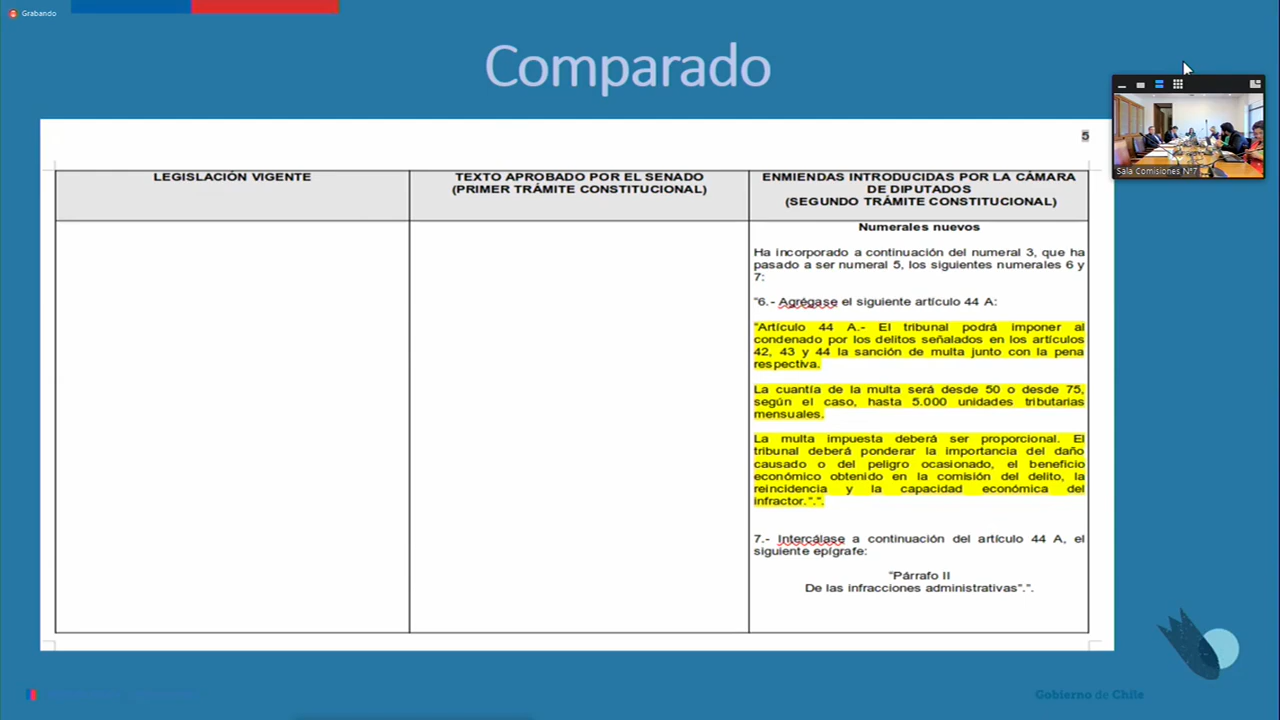 Grabando
Comparado
Sala Comisiones Nº7
5
LEGISLACIÓN VIGENTE
TEXTO APROBADO POR EL SENADO
(PRIMER TRÁMITE CONSTITUCIONAL)
ENMIENDAS INTRODUCIDAS POR LA CÁMARA
DE DIPUTADOS
(SEGUNDO TRÁMITE CONSTITUCIONAL)
Numerales nuevos
Ha incorporado a continuación del numeral 3, que ha
pasado a ser numeral 5, los siguientes numerales 6 y
7:
“6.- Agrégase el siguiente artículo 44 A:
“Artículo 44 A.- El tribunal podrá imponer al
condenado por los delitos señalados en los artículos
42, 43 y 44 la sanción de multa junto con la pena
respectiva.
La cuantía de la multa será desde 50 o desde 75,
según el caso, hasta 5.000 unidades tributarias
mensuales.
La multa impuesta deberá ser proporcional. El
tribunal deberá ponderar la importancia del daño
causado o del peligro ocasionado, el beneficio
económico obtenido en la comisión del delito, la
reincidencia y la capacidad económica del
infractor.”.”.
7.- Intercálase a continuación del artículo 44 A, el
siguiente epígrafe:
“Párrafo II
De las infracciones administrativas”.”.
Gobierno de Chile